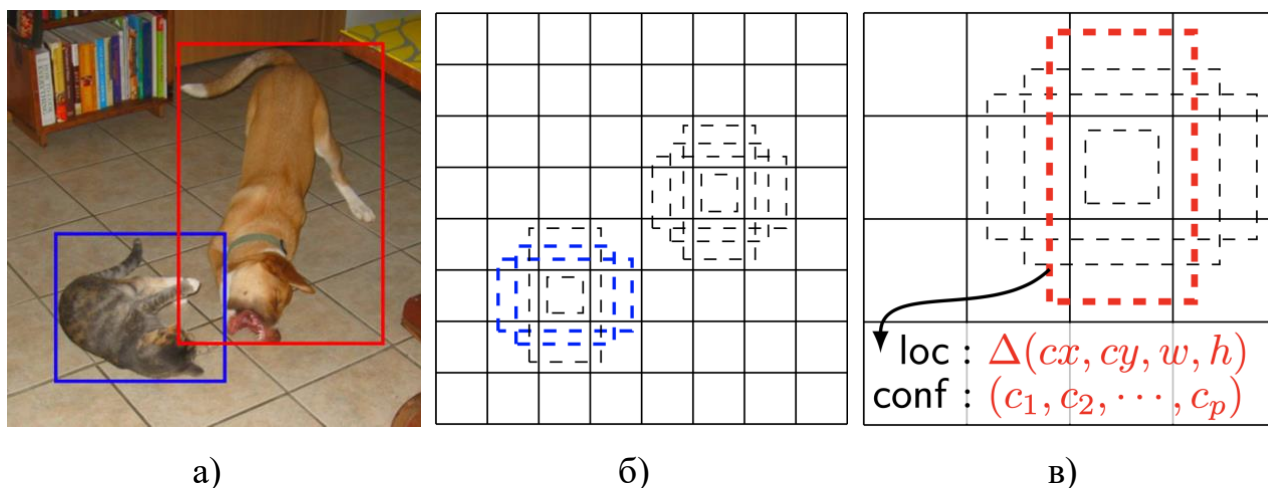 loc : Δ(cx, cy, w, h)
conf : (c₁, c₂, ⋯, cₚ)
а) б) в)